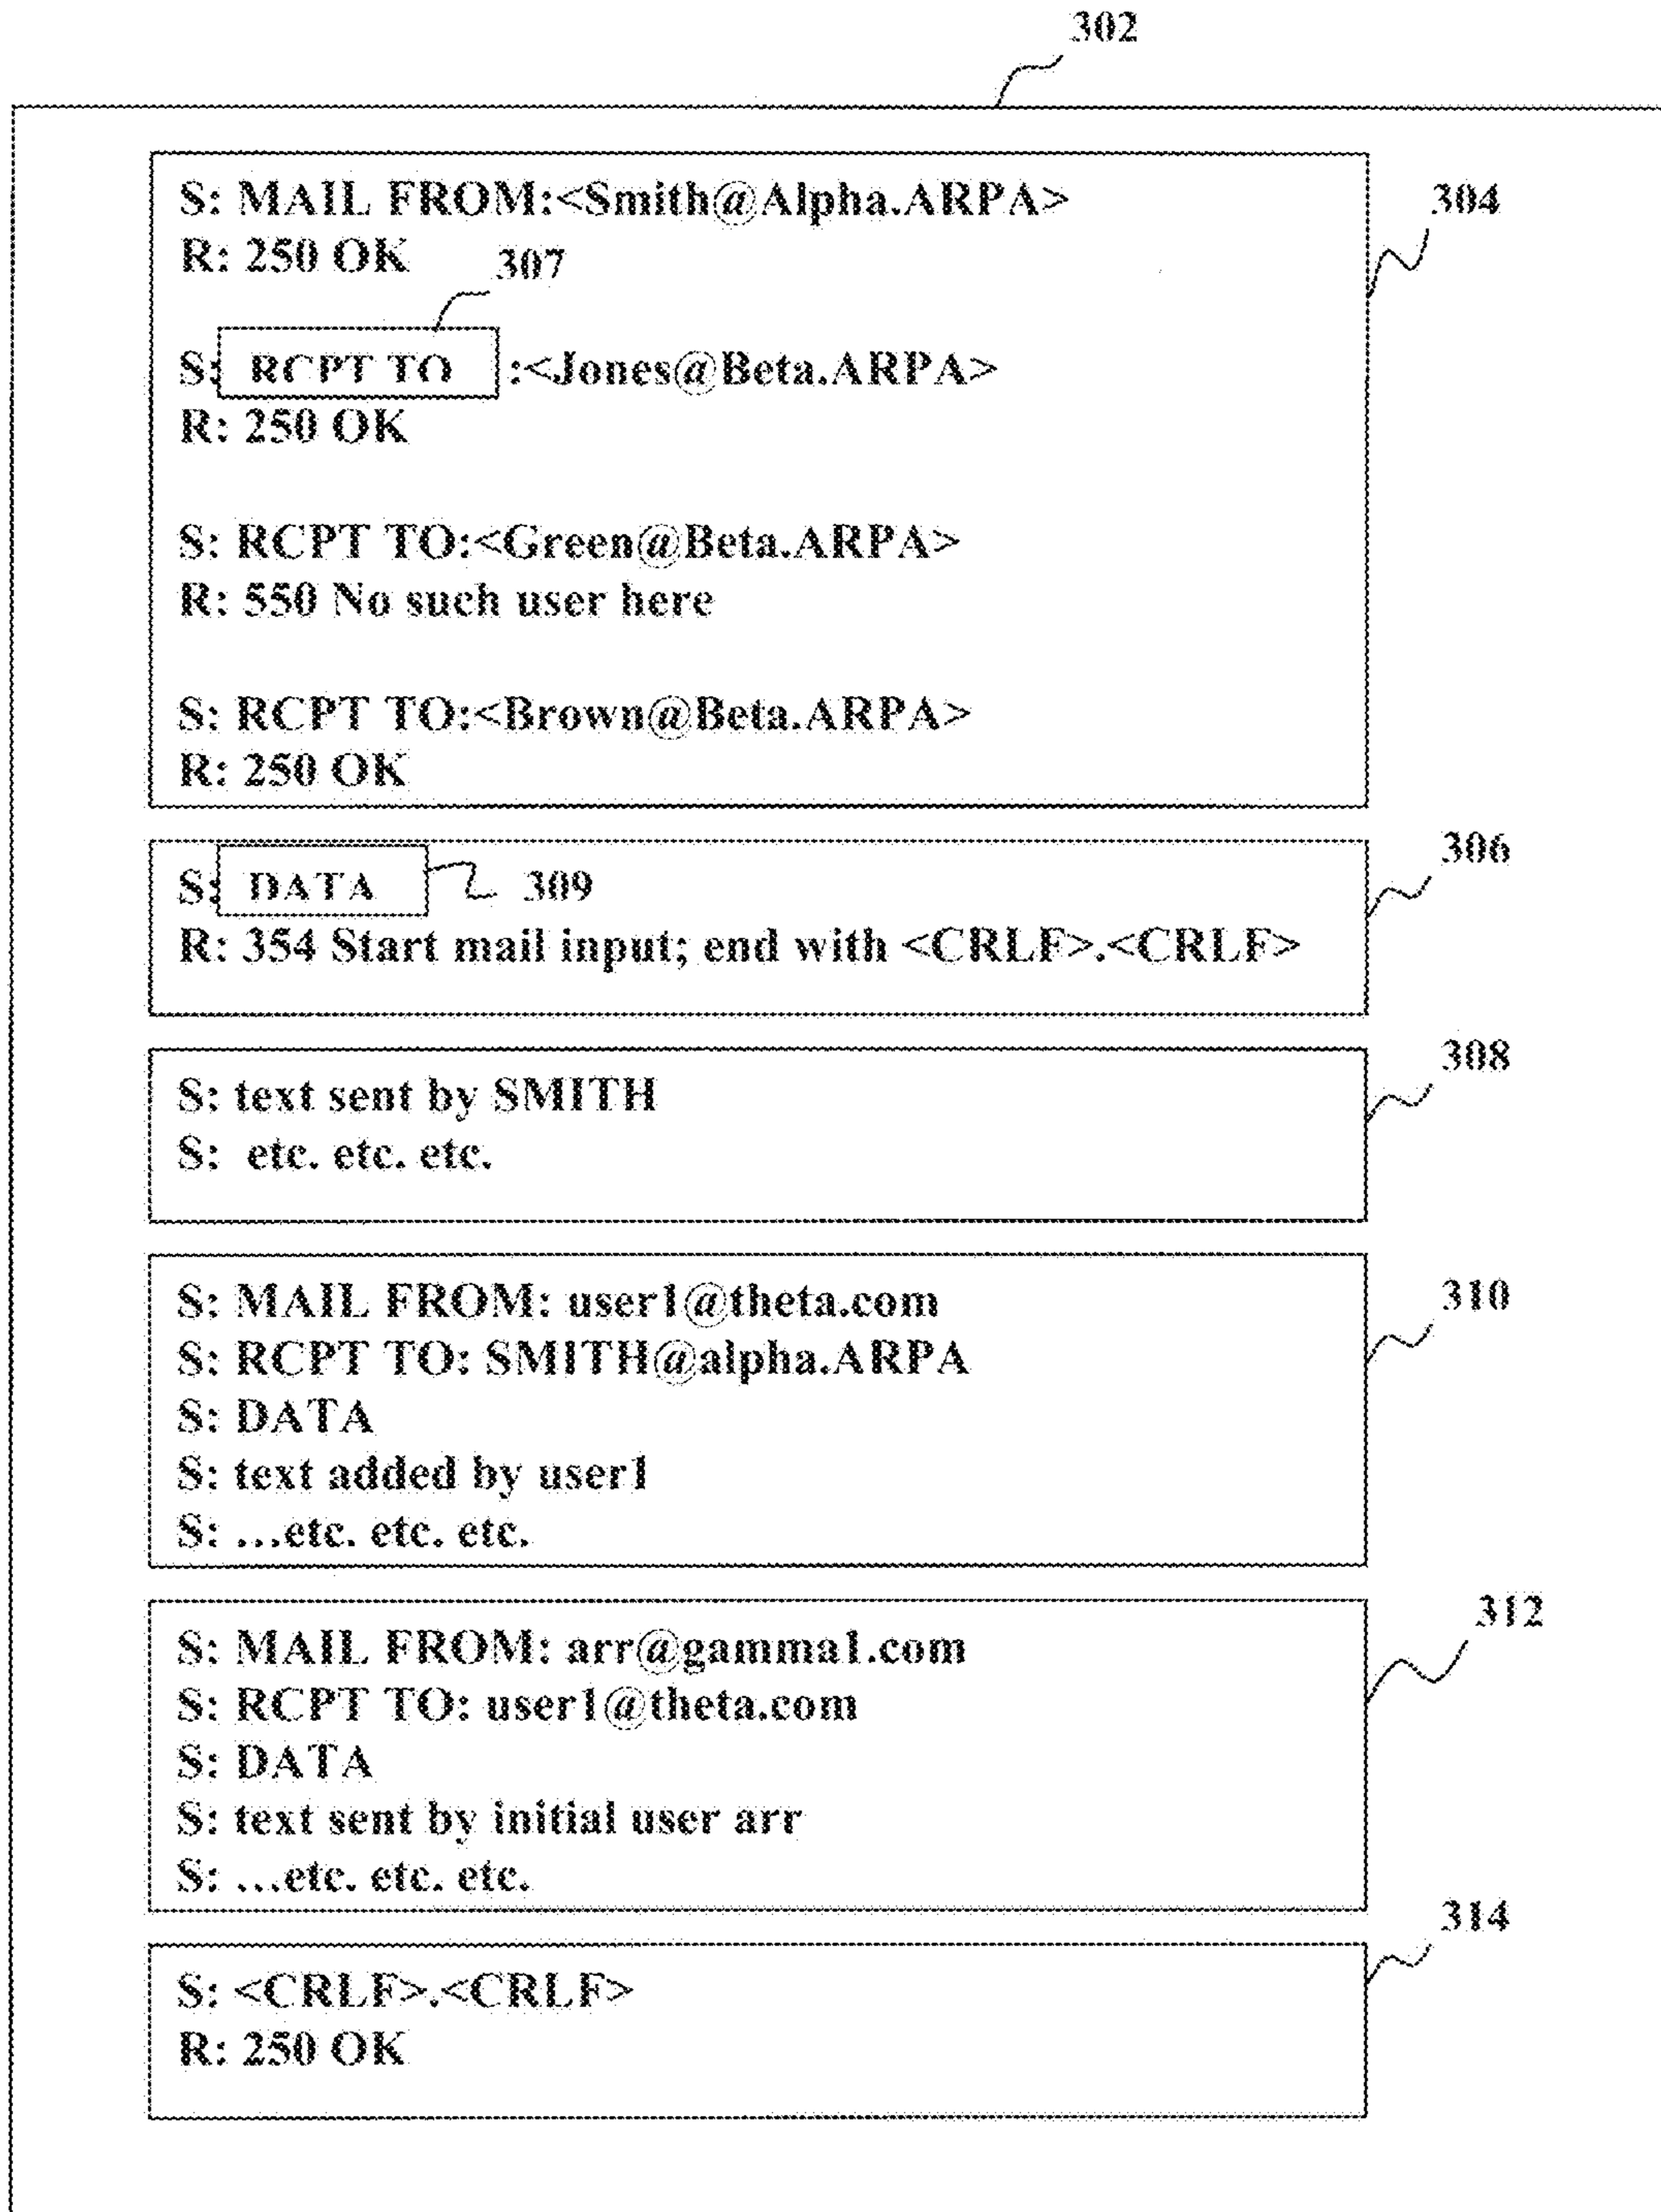 302
S: MAIL FROM:<Smith@Alpha.ARPA>
304
R: 250 OK
307
S: RCPT TO :<Jones@Beta.ARPA>
R: 250 OK
S: RCPT TO:<Green@Beta.ARPA>
R: 550 No such user here
S: RCPT TO:<Brown@Beta.ARPA>
R: 250 OK
306
S: DATA 309
R: 354 Start mail input; end with <CRLF>.<CRLF>
308
S: text sent by SMITH
S: etc. etc. etc.
S: MAIL FROM: user1@theta.com
310
S: RCPT TO: SMITH@alpha.ARPA
S: DATA
S: text added by user1
S: ...etc. etc. etc.
312
S: MAIL FROM: arr@gamma1.com
S: RCPT TO: user1@theta.com
S: DATA
S: text sent by initial user arr
S: ...etc. etc. etc.
314
S: <CRLF>.<CRLF>
R: 250 OK